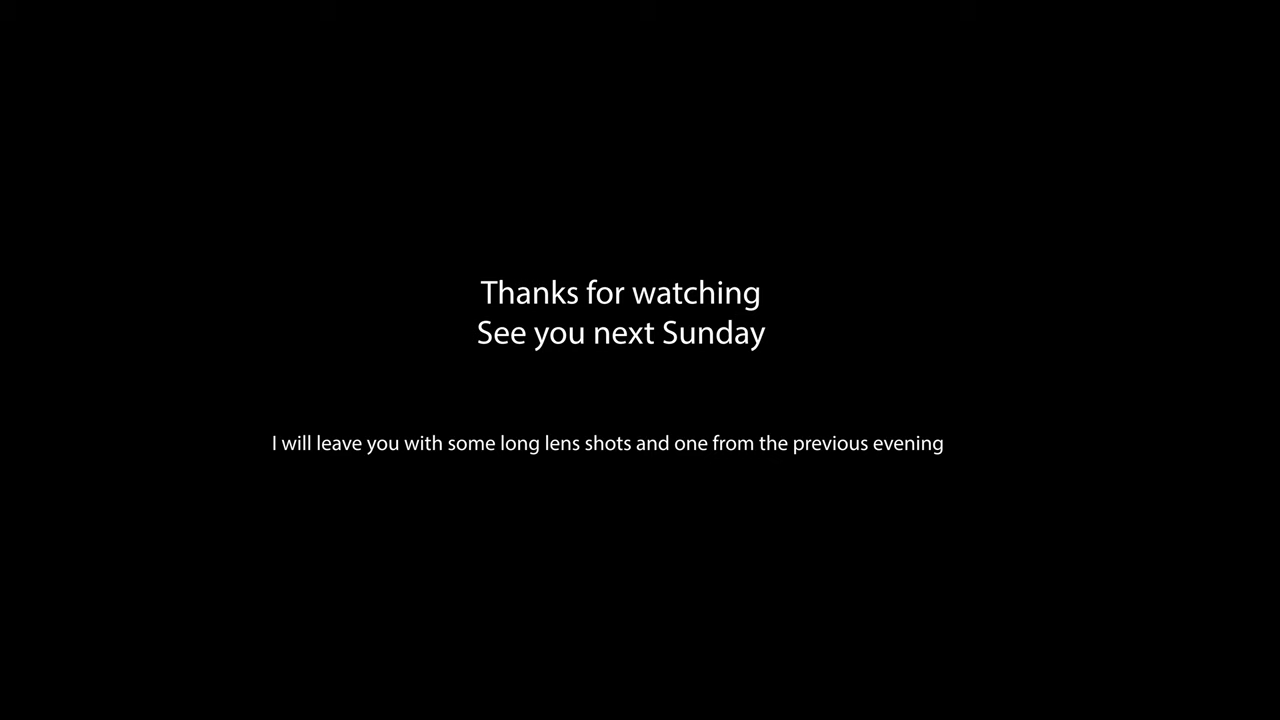 Thanks for watching
See you next Sunday
I will leave you with some long lens shots and one from the previous evening